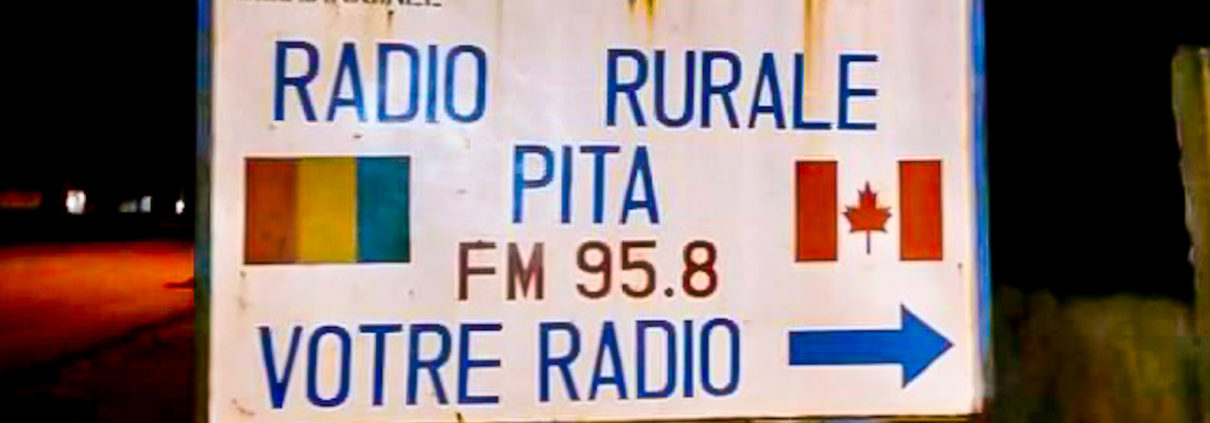 RADIO RURALE
PITA
FM 95.8
VOTRE RADIO